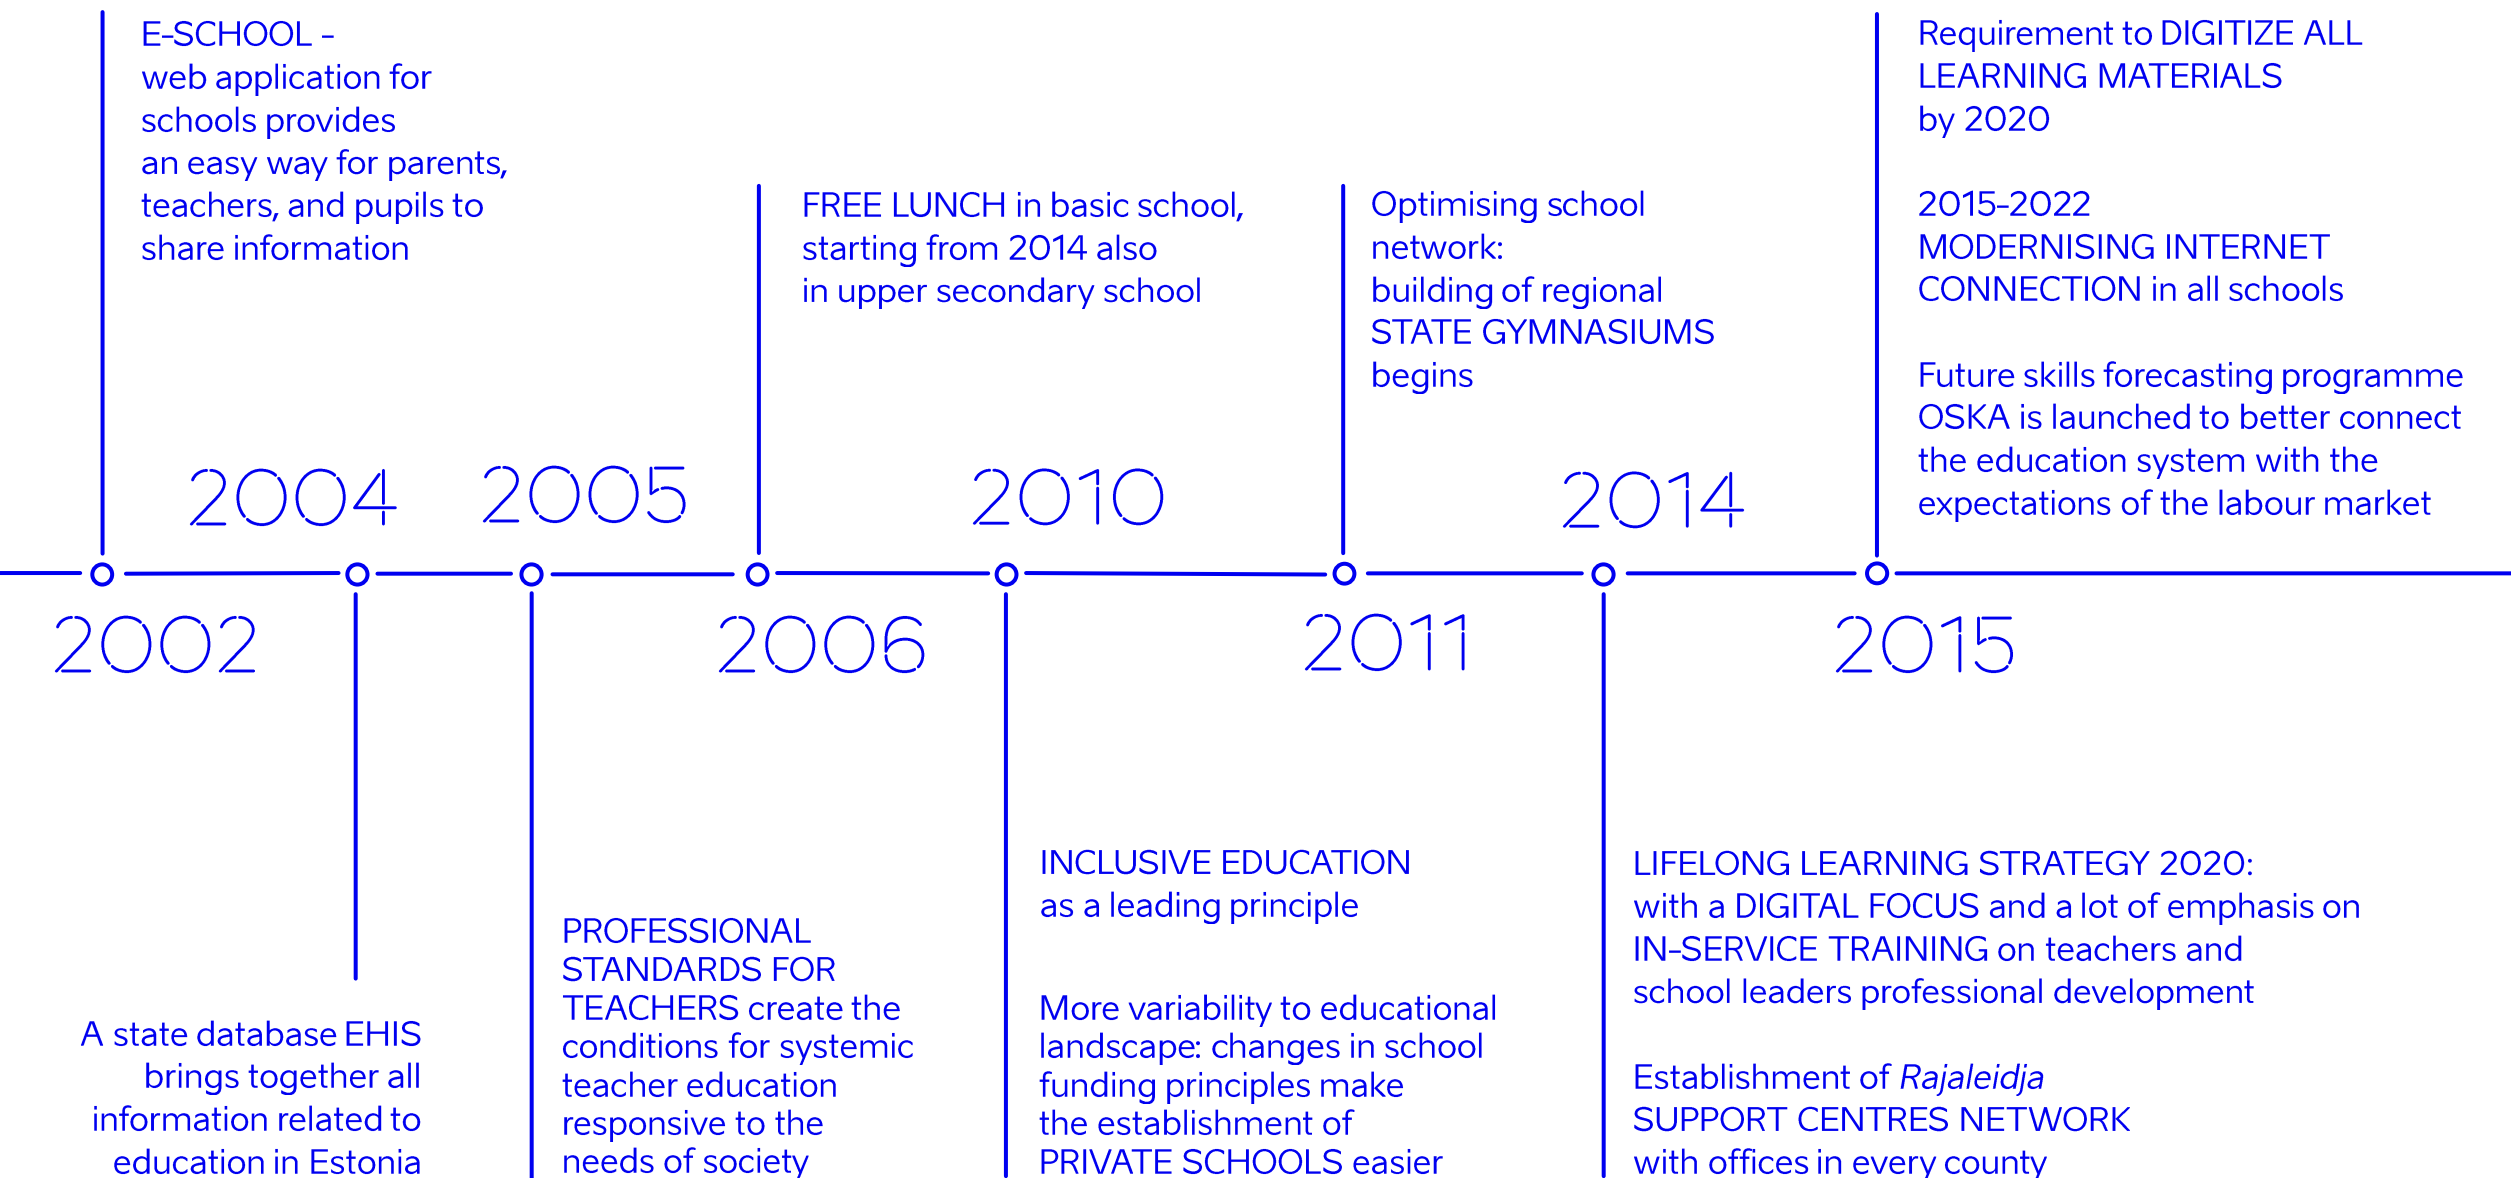 E-SCHOOL –
web application for
schools provides
an easy way for parents,
teachers, and pupils to
share information
2002
2004
A state database EHIS
brings together all
information related to
education in Estonia
2005
PROFESSIONAL
STANDARDS FOR
TEACHERS create the
conditions for systemic
teacher education
responsive to the
needs of society
FREE LUNCH in basic school,
starting from 2014 also
in upper secondary school
2006
2010
INCLUSIVE EDUCATION
as a leading principle
More variability to educational
landscape: changes in school
funding principles make
the establishment of
PRIVATE SCHOOLS easier
Optimising school
network:
building of regional
STATE GYMNASIUMS
begins
2011
2014
LIFELONG LEARNING STRATEGY 2020:
with a DIGITAL FOCUS and a lot of emphasis on
IN-SERVICE TRAINING on teachers and
school leaders professional development
Establishment of Rajaleidja
SUPPORT CENTRES NETWORK
with offices in every county
Requirement to DIGITIZE ALL
LEARNING MATERIALS
by 2020
2015–2022
MODERNISING INTERNET
CONNECTION in all schools
Future skills forecasting programme
OSKA is launched to better connect
the education system with the
expectations of the labour market
2015